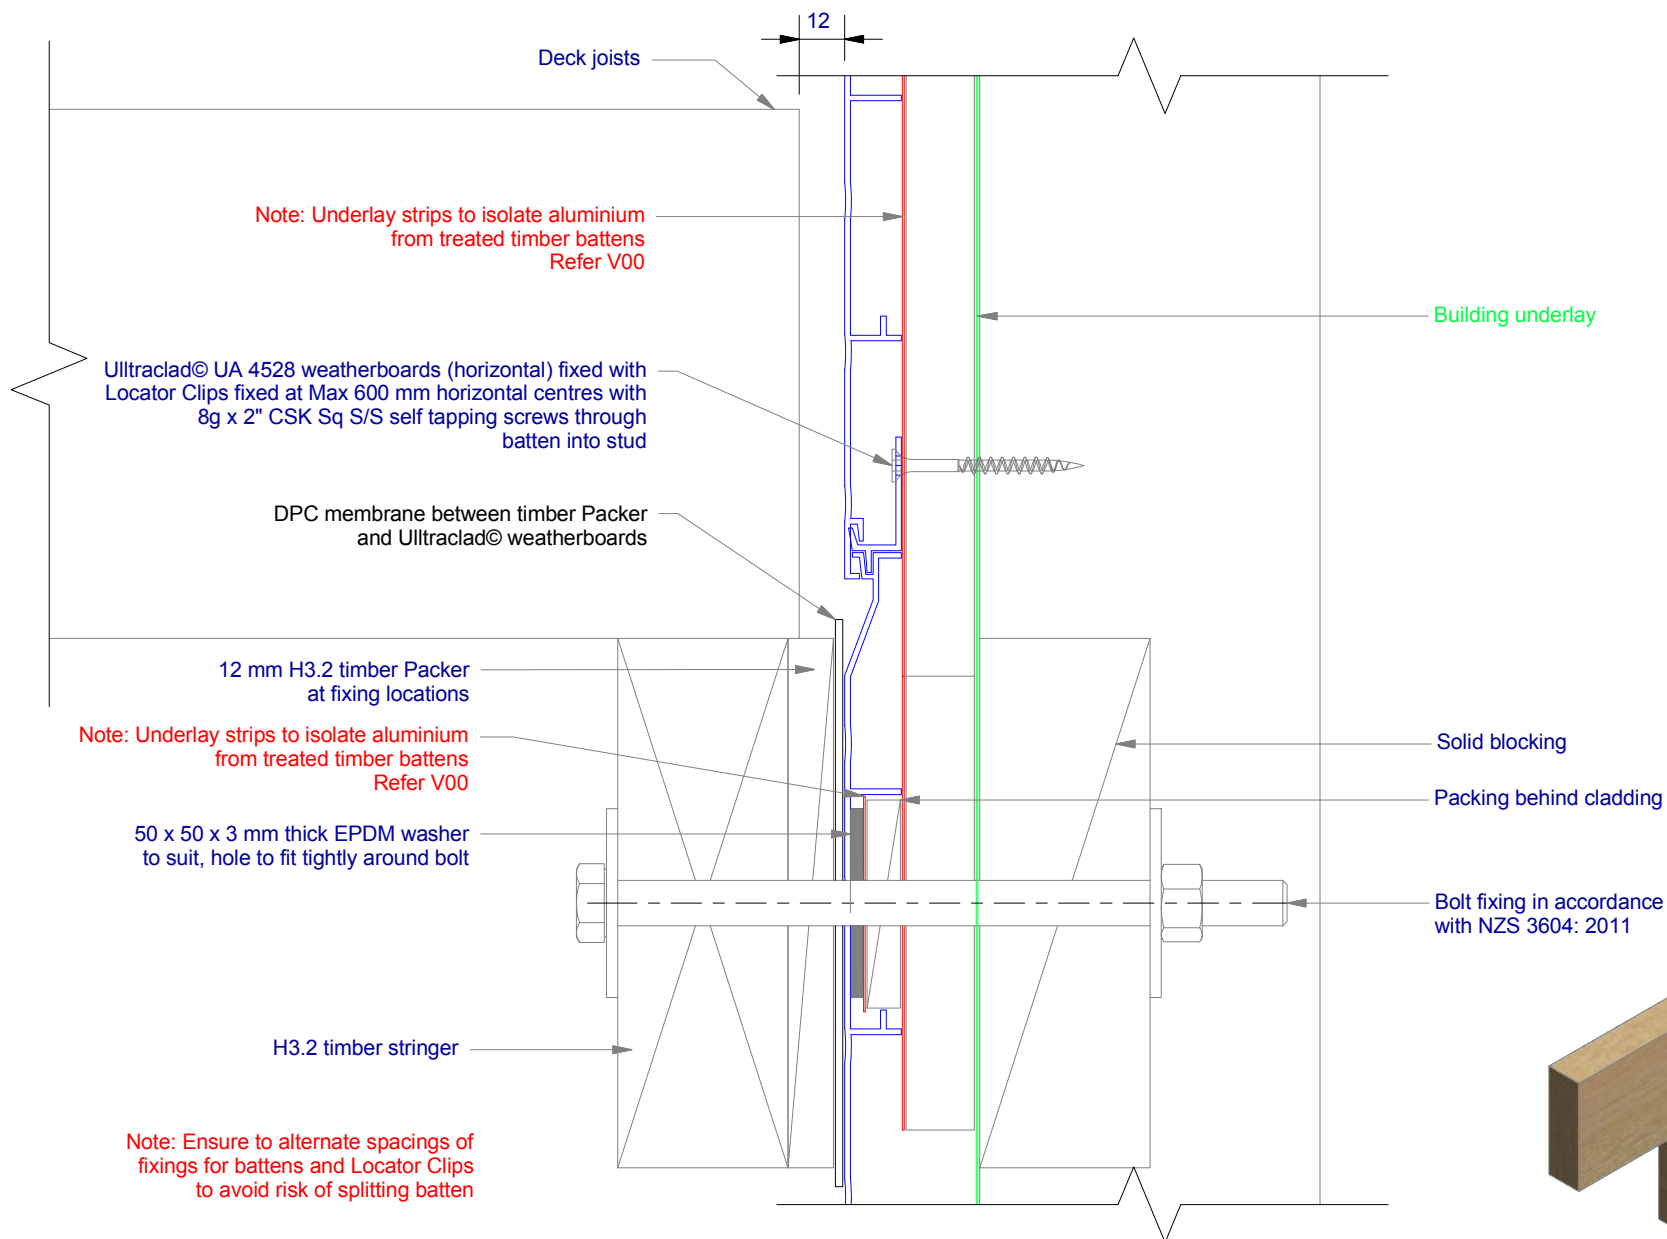 12
Deck joists
Note: Underlay strips to isolate aluminium
from treated timber battens
Refer V00
Building underlay
Ulltraclad© UA 4528 weatherboards (horizontal) fixed with
Locator Clips fixed at Max 600 mm horizontal centres with
8g x 2" CSK Sq S/S self tapping screws through
batten into stud
DPC membrane between timber Packer
and Ulltraclad© weatherboards
12 mm H3.2 timber Packer
at fixing locations
Note: Underlay strips to isolate aluminium
from treated timber battens
Refer V00
Solid blocking
Packing behind cladding
50 x 50 x 3 mm thick EPDM washer
to suit, hole to fit tightly around bolt
Bolt fixing in accordance
with NZS 3604: 2011
H3.2 timber stringer
Note: Ensure to alternate spacings of
fixings for battens and Locator Clips
to avoid risk of splitting batten